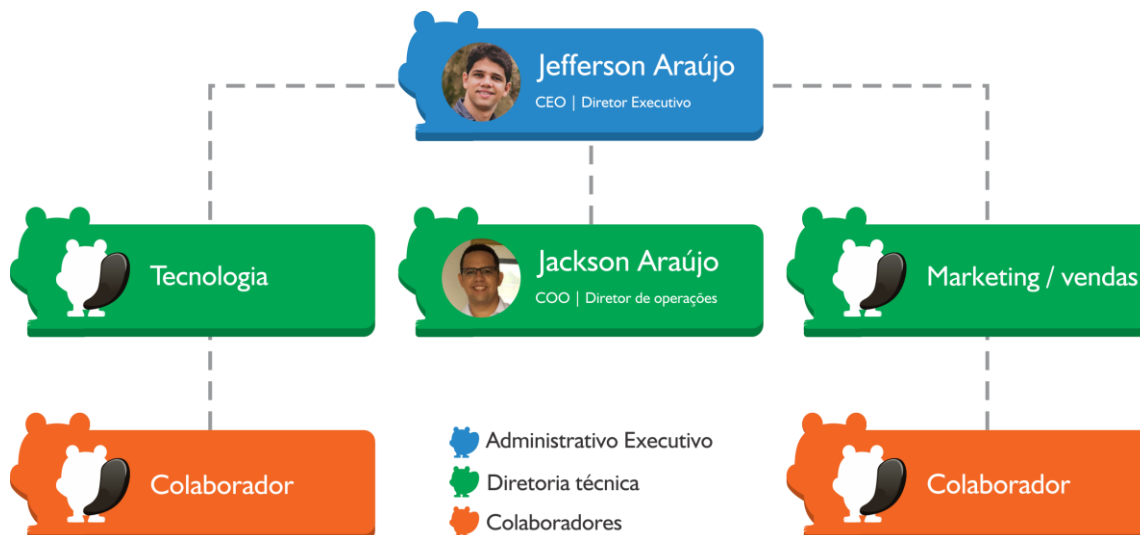 Jefferson Araújo
CEO | Diretor Executivo
Tecnologia
Jackson Araújo
COO | Diretor de operações
Marketing / vendas
Colaborador
Administrativo Executivo
Diretoria técnica
Colaboradores
Colaborador